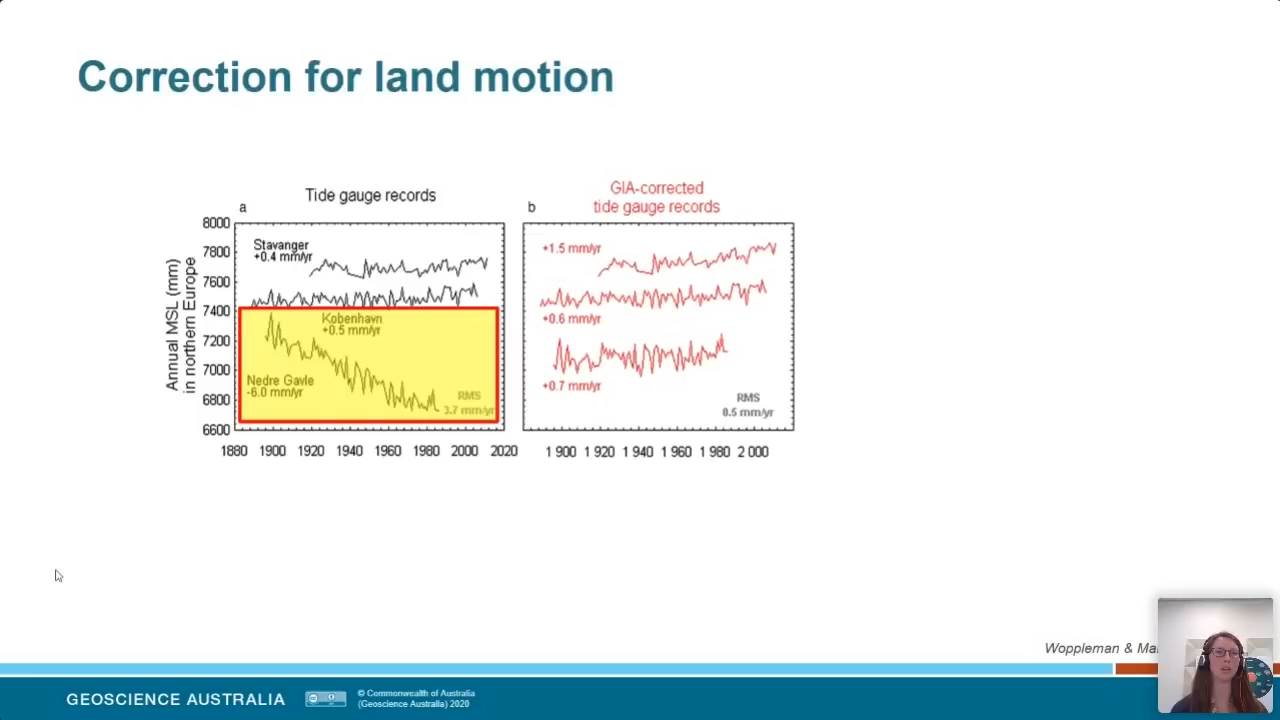 Correction for land motion
Tide gauge records
a
Annual MSL (mm)
in northern Europe
8000
7800
7600
7400
7200
7000
6800
6600
Stavanger
+0.4 mm/yr
Kobenhavn
+0.5 mm/yr
Nedre Gavle
-6.0 mm/yr
RMS
3.7 mm/yr
1880 1900 1920 1940 1960 1980 2000 2020
GIA-corrected
tide gauge records
b
+1.5 mm/yr
+0.6 mm/yr
+0.7 mm/yr
RMS
0.5 mm/yr
1 900 1 920 1 940 1 960 1 980 2 000
Woppleman &
GEOSCIENCE AUSTRALIA
© Commonwealth of Australia
(Geoscience Australia) 2020